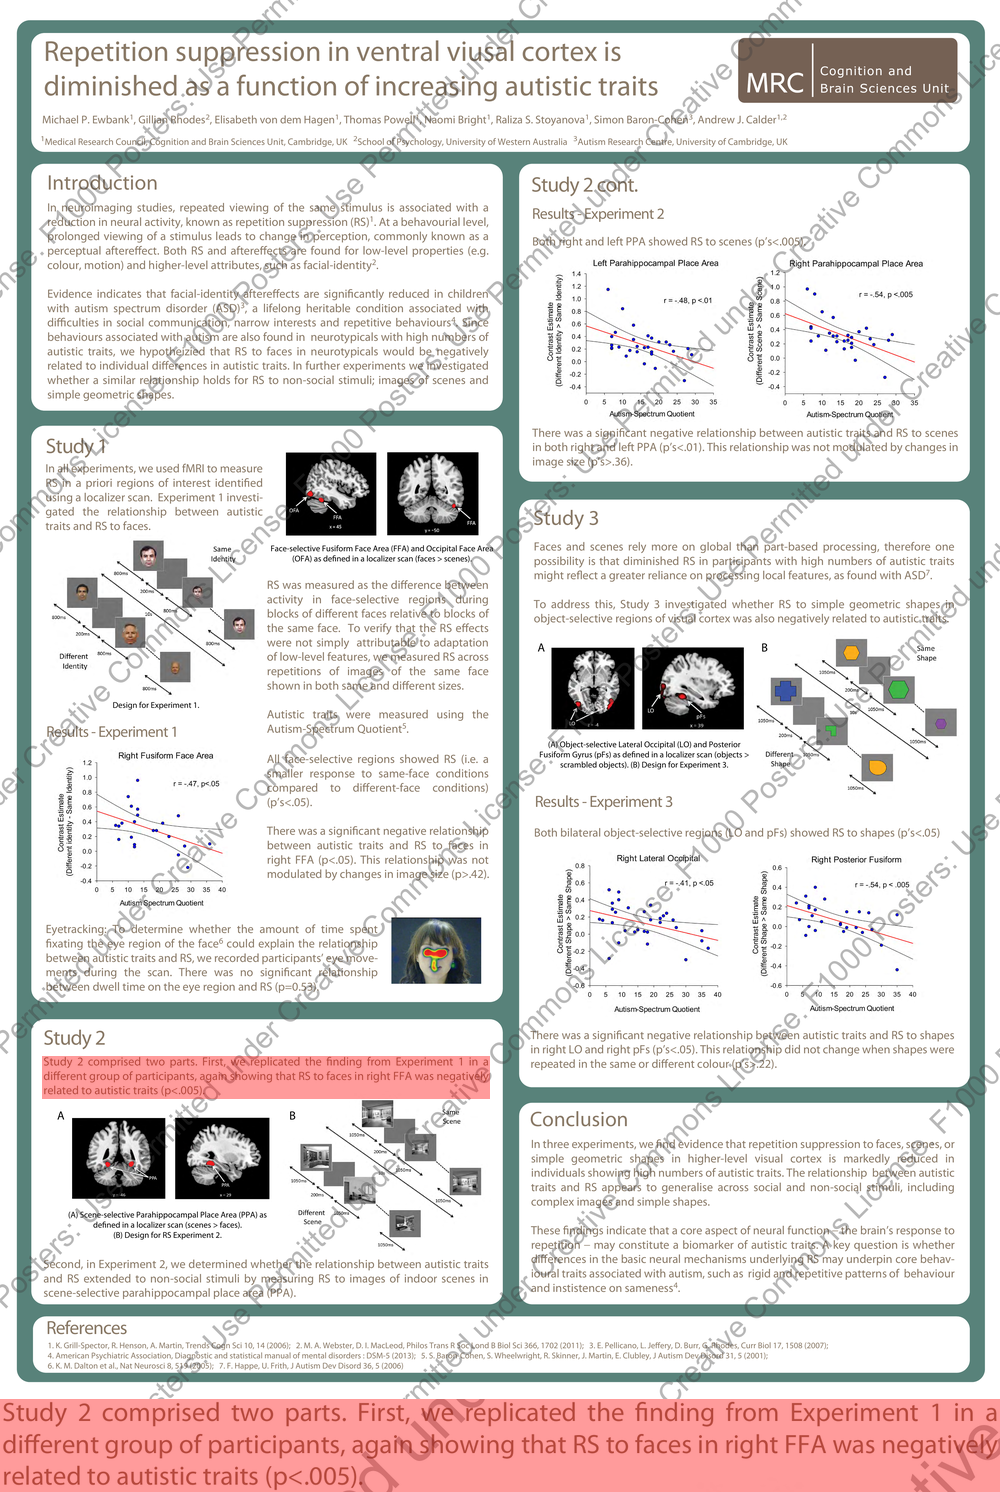 Repetition suppression in ventral viusal cortex is
diminished as a function of increasing autistic traits
MRC
Cognition and
Brain Sciences Unit
Michael P. Ewbank1, Gillian Rhodes2, Elisabeth von dem Hagen1, Thomas Powell1, Naomi Bright1, Raliza S. Stoyanova1, Simon Baron-Cohen3, Andrew J. Calder1,2
1Medical Research Council Cognition and Brain Sciences Unit, Cambridge, UK 2School of Psychology, University of Western Australia 3Autism Research Centre, University of Cambridge, UK
Introduction
In neuroimaging studies, repeated viewing of the same stimulus is associated with a
reduction in neural activity, known as repetition suppression (RS)1. At a behavourial level,
prolonged viewing of a stimulus leads to change in perception, commonly known as a
perceptual aftereffect. Both RS and aftereffects are found for low-level properties (e.g.
colour, motion) and higher-level attributes, such as facial-identity2.
Evidence indicates that facial-identity aftereffects are significantly reduced in children
with autism spectrum disorder (ASD)3, a lifelong heritable condition associated with
difficulties in social communication, narrow interests and repetitive behaviours4. Since
behaviours associated with autism are also found in neurotypicals with high numbers of
autistic traits, we hypotheizied that RS to faces in neurotypicals would be negatively
related to individual differences in autistic traits. In further experiments we investigated
whether a similar relationship holds for RS to non-social stimuli; images of scenes and
simple geometric shapes.
Study 1
In all experiments, we used fMRI to measure
RS in a priori regions of interest identified
using a localizer scan. Experiment 1 investi-
gated the relationship between autistic
traits and RS to faces.
OFA
FFA
x = 45
FFA
y = -50
Face-selective Fusiform Face Area (FFA) and Occipital Face Area
(OFA) as defined in a localizer scan (faces > scenes).
Same
Identity
800ms
200ms
800ms
10s
800ms
200ms
800ms
Different
Identity
800ms
800ms
Design for Experiment 1.
RS was measured as the difference between
activity in face-selective regions during
blocks of different faces relative to blocks of
the same face. To verify that the RS effects
were not simply attributable to adaptation
of low-level features, we measured RS across
repetitions of images of the same face
shown in both same and different sizes.
Autistic traits were measured using the
Autism-Spectrum Quotient5.
All face-selective regions showed RS (i.e. a
smaller response to same-face conditions
compared to different-face conditions)
(p's<.05).
There was a significant negative relationship
between autistic traits and RS to faces in
right FFA (p<.05). This relationship was not
modulated by changes in image size (p>.42).
Results - Experiment 1
Right Fusiform Face Area
r = -.47, p<.05
Contrast Estimate
(Different identity - Same Identity)
1.2
1.0
0.8
0.6
0.4
0.2
0.0
-0.2
-0.4
0 5 10 15 20 25 30 35 40
Autism Spectrum Quotient
Eyetracking: To determine whether the amount of time spent
fixating the eye region of the face6 could explain the relationship
between autistic traits and RS, we recorded participants' eye move-
ments during the scan. There was no significant relationship
between dwell time on the eye region and RS (p=0.53).
Study 2
Study 2 comprised two parts. First, we replicated the finding from Experiment 1 in a
different group of participants, again showing that RS to faces in right FFA was negatively
related to autistic traits (p<.005).
A
PPA
y = -46
PPA
x = 29
(A) Scene-selective Parahippocampal Place Area (PPA) as
defined in a localizer scan (scenes > faces).
(B) Design for RS Experiment 2.
B
Same
Scene
1050ms
200ms
1050ms
1050ms
1050ms
200ms
Different
Scene
1050ms
1050ms
Second, in Experiment 2, we determined whether the relationship between autistic traits
and RS extended to non-social stimuli by measuring RS to images of indoor scenes in
scene-selective parahippocampal place area (PPA).
Study 2 cont.
Results - Experiment 2
Both right and left PPA showed RS to scenes (p's<.005).
Left Parahippocampal Place Area
r = -.48, p <.01
Contrast Estimate
(Different Identity > Same Identity)
1.4
1.2
1.0
0.8
0.6
0.4
0.2
0.0
-0.2
-0.4
0 5 10 15 20 25 30 35
Autism-Spectrum Quotient
Right Parahippocampal Place Area
r = -.54, p <.005
Contrast Estimate
(Different Scene > Same Scene)
1.2
1.0
0.8
0.6
0.4
0.2
0.0
-0.2
-0.4
0 5 10 15 20 25 30 35
Autism-Spectrum Quotient
There was a significant negative relationship between autistic traits and RS to scenes
in both right and left PPA (p's<.01). This relationship was not modulated by changes in
image size (p's>.36).
Study 3
Faces and scenes rely more on global than part-based processing, therefore one
possibility is that diminished RS in participants with high numbers of autistic traits
might reflect a greater reliance on processing local features, as found with ASD7.
To address this, Study 3 investigated whether RS to simple geometric shapes in
object-selective regions of visual cortex was also negatively related to autistic traits.
A
LO
LO
pFs
x = 39
(A) Object-selective Lateral Occipital (LO) and Posterior
Fusiform Gyrus (pFs) as defined in a localizer scan (objects >
scrambled objects). (B) Design for Experiment 3.
B
Same
Shape
1050ms
200ms
1050ms
10s
1050ms
1050ms
200ms
Different
Shape
1050ms
1050ms
Results - Experiment 3
Both bilateral object-selective regions (LO and pFs) showed RS to shapes (p's<.05)
Right Lateral Occipital
r = -.41, p <.05
Contrast Estimate
(Different Shape > Same Shape)
0.8
0.6
0.4
0.2
0.0
-0.2
-0.4
-0.6
0 5 10 15 20 25 30 35 40
Autism-Spectrum Quotient
Right Posterior Fusiform
r = -.54, p < .005
Contrast Estimate
(Different Shape > Same Shape)
0.6
0.4
0.2
0.0
-0.2
-0.4
-0.6
0 5 10 15 20 25 30 35 40
Autism-Spectrum Quotient
There was a significant negative relationship between autistic traits and RS to shapes
in right LO and right pFs (p's<.05). This relationship did not change when shapes were
repeated in the same or different colour (p's>.22).
Conclusion
In three experiments, we find evidence that repetition suppression to faces, scenes, or
simple geometric shapes in higher-level visual cortex is markedly reduced in
individuals showing high numbers of autistic traits. The relationship between autistic
traits and RS appears to generalise across social and non-social stimuli, including
complex images and simple shapes.
These findings indicate that a core aspect of neural function – the brain's response to
repetition – may constitute a biomarker of autistic traits. A key question is whether
differences in the basic neural mechanisms underlying RS may underpin core behav-
ioural traits associated with autism, such as rigid and repetitive patterns of behaviour
and instistence on sameness4.
References
1. K. Grill-Spector, R. Henson, A. Martin, Trends Cogn Sci 10, 14 (2006); 2. M. A. Webster, D. I. MacLeod, Philos Trans R Soc Lond B Biol Sci 366, 1702 (2011); 3. E. Pellicano, L. Jeffery, D. Burr, G. Rhodes, Curr Biol 17, 1508 (2007);
4. American Psychiatric Association, Diagnostic and statistical manual of mental disorders : DSM-5 (2013); 5. S. Baron-Cohen, S. Wheelwright, R. Skinner, J. Martin, E. Clubley, J Autism Dev Disord 31, 5 (2001);
6. K. M. Dalton et al., Nat Neurosci 8, 519 (2005); 7. F. Happe, U. Frith, J Autism Dev Disord 36, 5 (2006)
Study 2 comprised two parts. First, we replicated the finding from Experiment 1 in a
different group of participants, again showing that RS to faces in right FFA was negatively
related to autistic traits (p<.005).
F1000 Posters: Use Permitted under Creative Commons License.